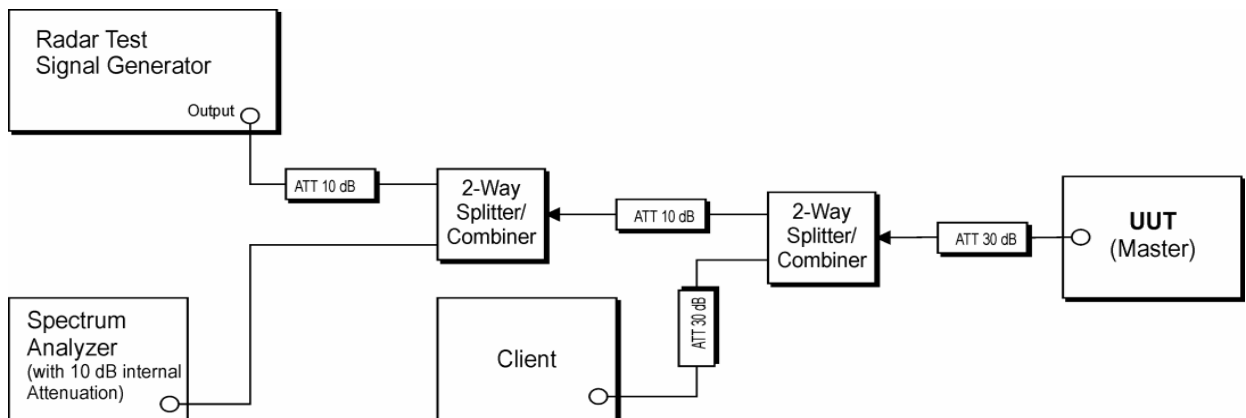 Radar Test
Signal Generator
Output
ATT 10 dB
2-Way
Splitter/
Combiner
ATT 10 dB
2-Way
Splitter/
Combiner
ATT 30 dB
UUT
(Master)
Spectrum
Analyzer
(with 10 dB internal
Attenuation)
Client
ATT 30 dB